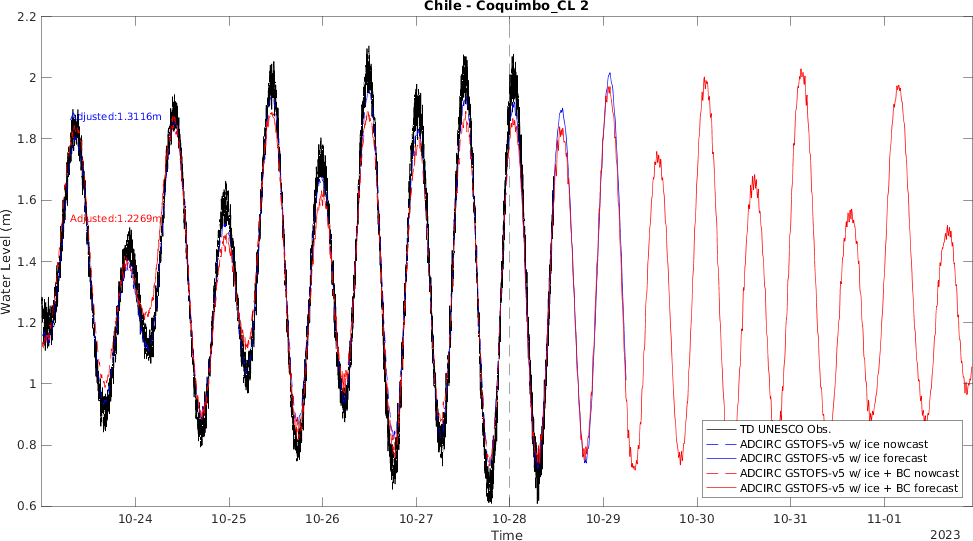 Chile - Coquimbo_CL 2
2.2
2
1.8
1.6
1.4
1.2
1
0.8
0.6
Water Level (m)
Adjusted:1.3116m
Adjusted:1.2269m
TD UNESCO Obs.
ADCIRC GSTOFS-v5 w/ ice nowcast
ADCIRC GSTOFS-v5 w/ ice forecast
ADCIRC GSTOFS-v5 w/ ice + BC nowcast
ADCIRC GSTOFS-v5 w/ ice + BC forecast
10-24 10-25 10-26 10-27 10-28 10-29 10-30 10-31 11-01
Time
2023